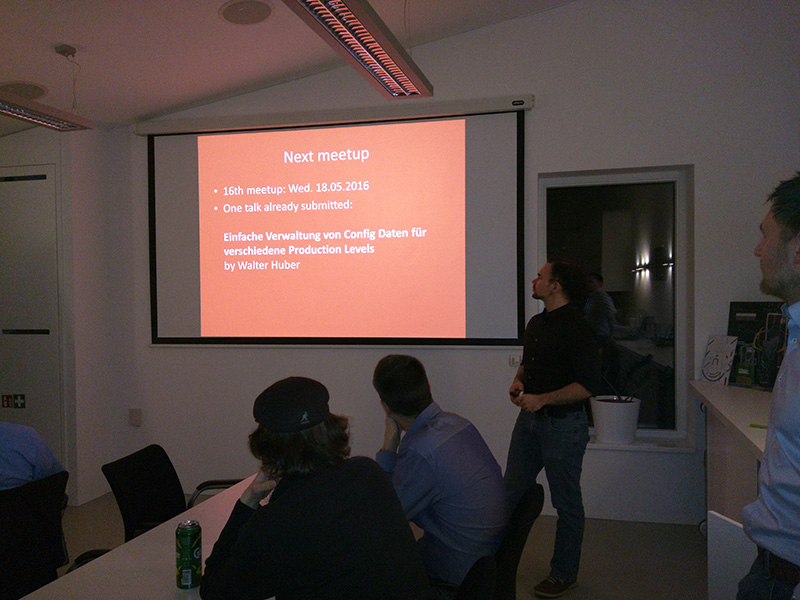 Next meetup
• 16th meetup: Wed. 18.05.2016
• One talk already submitted:
Einfache Verwaltung von Config Daten für
verschiedene Production Levels
by Walter Huber